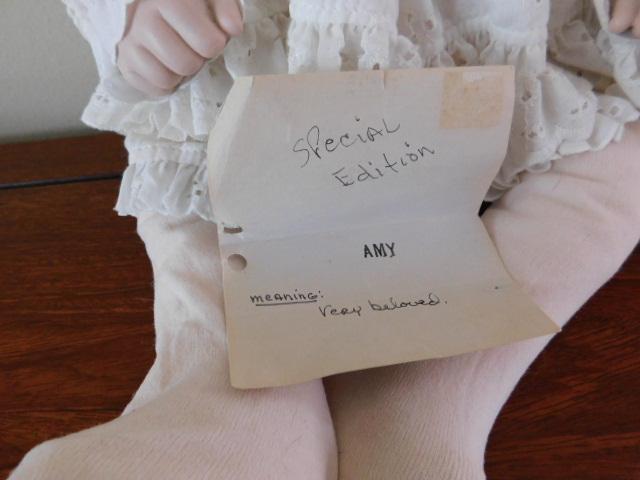 Special
Edition
AMY
meaning:
Very beloved.